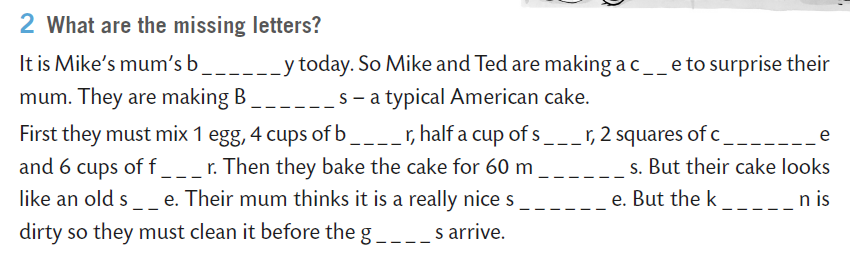 2 What are the missing letters?
It is Mike's mum's b______y today. So Mike and Ted are making a c__e to surprise their
mum. They are making B______s – a typical American cake.
First they must mix 1 egg, 4 cups of b____r, half a cup of s___r, 2 squares of c_______e
and 6 cups of f___r. Then they bake the cake for 60 m______s. But their cake looks
like an old s__e. Their mum thinks it is a really nice s______e. But the k_____n is
dirty so they must clean it before the g____s arrive.